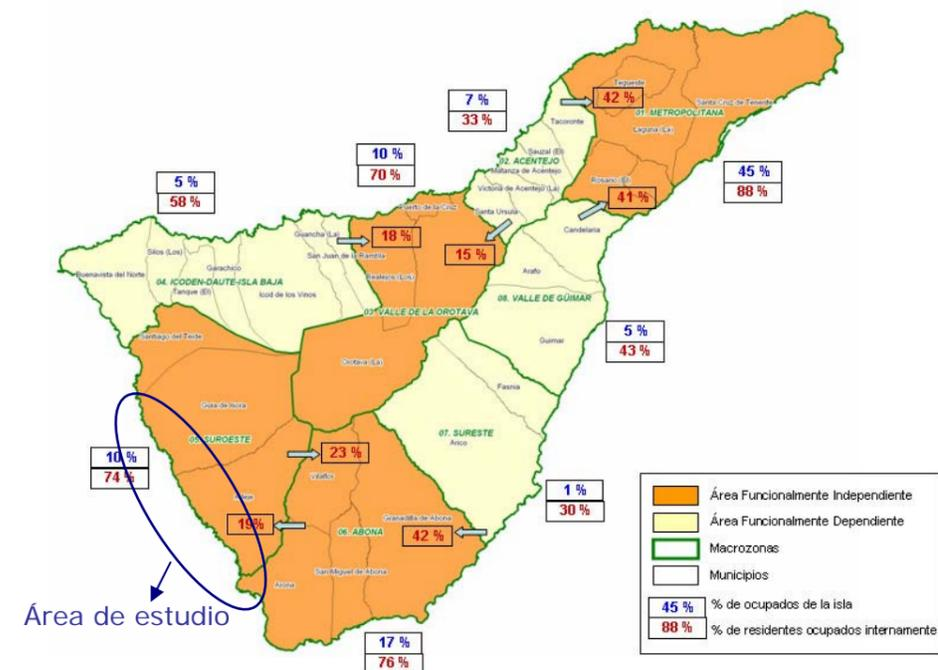 7 %
33 %
42 %
Tegueste
Santa Cruz de Tenerife
01. METROPOLITANA
Laguna (La)
Tacoronte
10 %
70 %
Sauzal (El)
02. ACENTEJO
Matanza de Acentejo
Victoria de Acentejo (La)
Rosario (El)
41 %
45 %
88 %
5 %
58 %
Puerto de la Cruz
Santa Ursula
Candelaria
Guancha (La)
18 %
15 %
San Juan de la Rambla
Silos (Los)
Buenavista del Norte
Garachico
Realejos (Los)
Arafo
04. ICODEN-DAUTE-ISLA BAJA
Tanque (El)
Icod de los Vinos
08. VALLE DE GÜIMAR
03. VALLE DE LA OROTAVA
5 %
43 %
Santiago del Teide
Guimar
Orotava (La)
Fasnia
Guia de Isora
05. SUROESTE
07. SURESTE
Arico
10 %
74 %
23 %
Vilaflor
Adeje
1 %
30 %
19%
Granadilla de Abona
06. ABONA
42 %
San Miguel de Abona
Arona
Área de estudio
17 %
76 %
Área Funcionalmente Independiente
Área Funcionalmente Dependiente
Macrozonas
Municipios
45 % % de ocupados de la isla
88 % % de residentes ocupados internamente